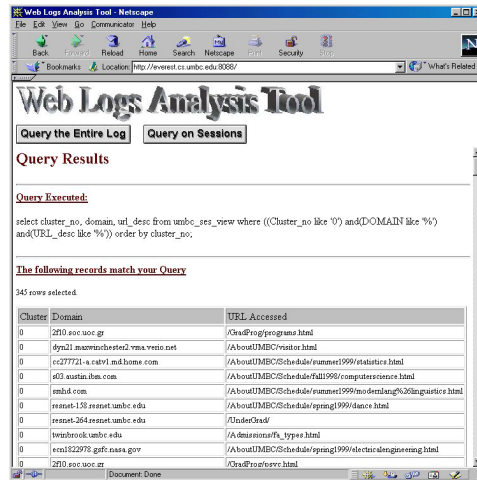 Web Logs Analysis Tool - Netscape
File Edit View Go Communicator Help
Back Forward Reload Home Search Netscape Print Security Stop
Bookmarks Location: http://everest.cs.umbc.edu:8088/ What's Related
Web Logs Analysis Tool
Query the Entire Log Query on Sessions
Query Results
Query Executed:
select cluster_no, domain, url_desc from umbc_ses_view where ((Cluster_no like '0') and(DOMAIN like '%')
and(URL_desc like '%')) order by cluster_no;
The following records match your Query
345 rows selected.
Cluster Domain URL Accessed
0 2f10.soc.uoc.gr /GradProg/programs.html
0 dyn21.maxwinchester2.vma.verio.net /AboutUMBC/visitor.html
0 cc277721-a.catv1.md.home.com /AboutUMBC/Schedule/summer1999/statistics.html
0 s03.austin.ibm.com /AboutUMBC/Schedule/fall1998/computerscience.html
0 smhd.com /AboutUMBC/Schedule/summer1999/modernlang%26linguistics.html
0 resnet-158.resnet.umbc.edu /AboutUMBC/Schedule/spring1999/dance.html
0 resnet-264.resnet.umbc.edu /UnderGrad/
0 twinbrook.umbc.edu /Admissions/fa_types.html
0 ecn1822978.gsfc.nasa.gov /AboutUMBC/Schedule/spring1999/electricalengineering.html
0 2f10.soc.uoc.gr /GradProg/psyc.html
Document: Done